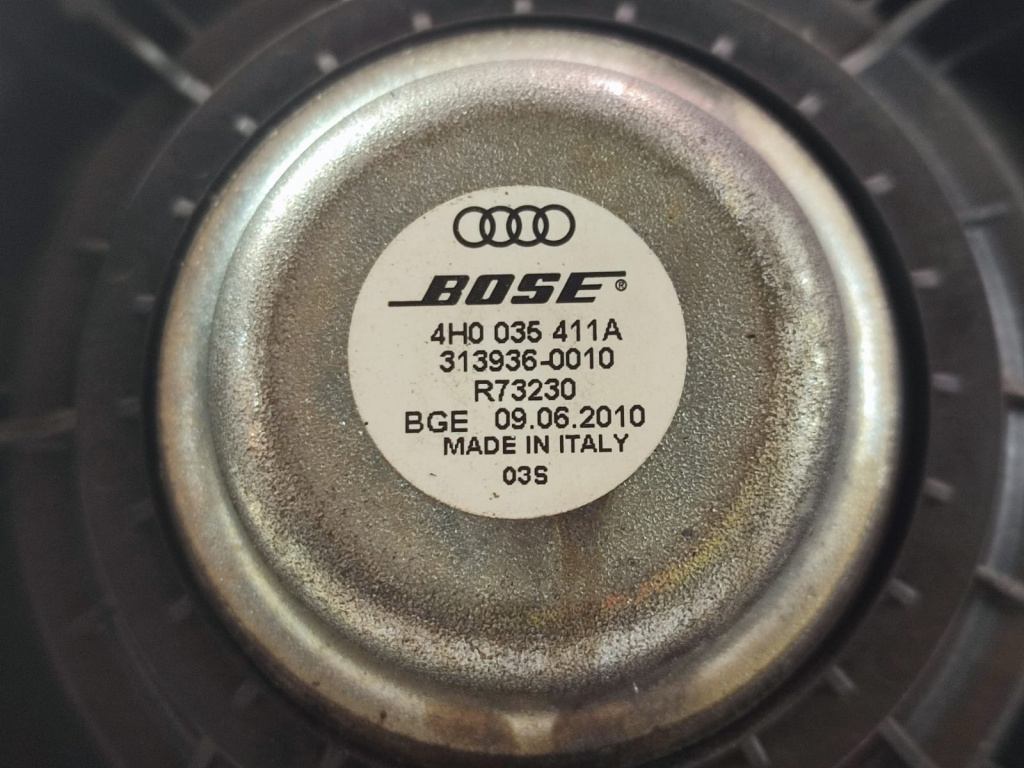 BOSE®
4H0 035 411A
313936-0010
R73230
BGE 09.06.2010
MADE IN ITALY
03S